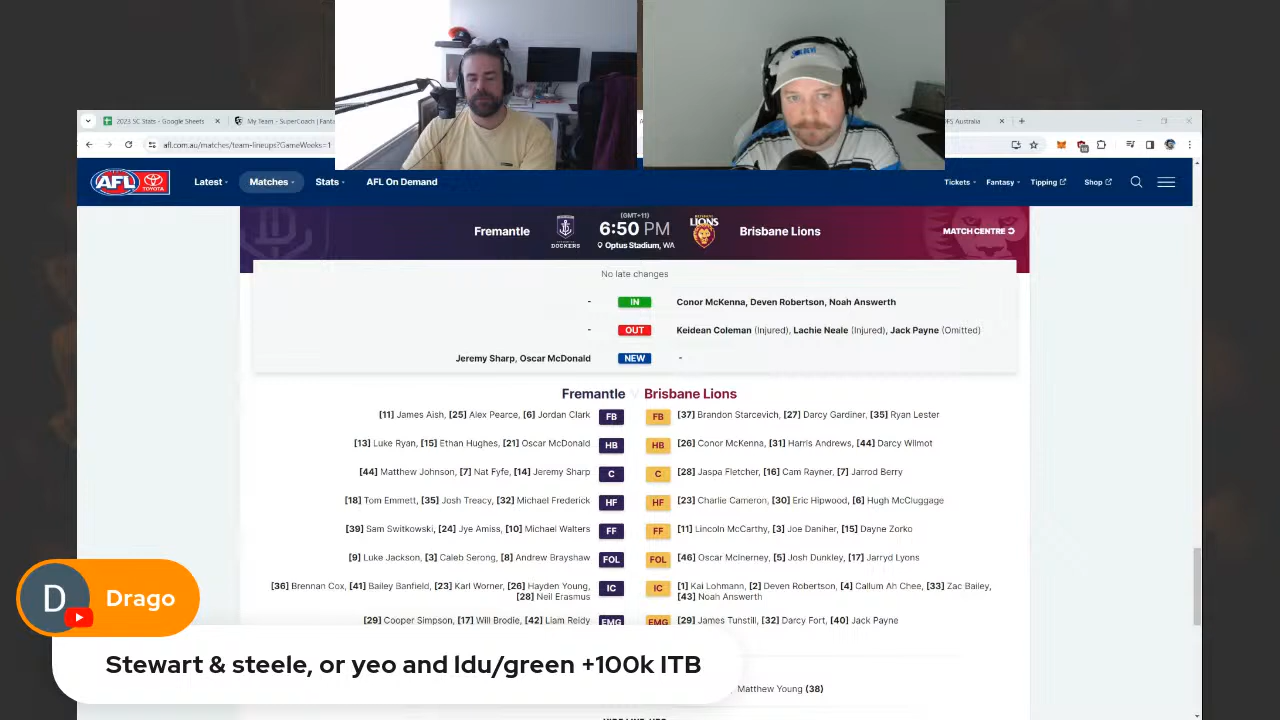 2023 SC Stats - Google Sheets
My Team - SuperCoach | Fanta
Australia
afl.com.au/matches/team-lineups?GameWeeks=1
AFL
TOYOTA
Latest
Matches
Stats
AFL On Demand
Tickets
Fantasy
Tipping
Shop
(GMT+11)
Fremantle
DOCKERS
6:50 PM
LIONS
Brisbane Lions
MATCH CENTRE
Optus Stadium, WA
No late changes
- IN Conor McKenna, Deven Robertson, Noah Answerth
- OUT Keidean Coleman (Injured), Lachie Neale (Injured), Jack Payne (Omitted)
Jeremy Sharp, Oscar McDonald NEW -
Fremantle V Brisbane Lions
[11] James Aish, [25] Alex Pearce, [6] Jordan Clark FB FB [37] Brandon Starcevich, [27] Darcy Gardiner, [35] Ryan Lester
[13] Luke Ryan, [15] Ethan Hughes, [21] Oscar McDonald HB HB [26] Conor McKenna, [31] Harris Andrews, [44] Darcy Wilmot
[44] Matthew Johnson, [7] Nat Fyfe, [14] Jeremy Sharp C C [28] Jaspa Fletcher, [16] Cam Rayner, [7] Jarrod Berry
[18] Tom Emmett, [35] Josh Treacy, [32] Michael Frederick HF HF [23] Charlie Cameron, [30] Eric Hipwood, [6] Hugh McCluggage
[39] Sam Switkowski, [24] Jye Amiss, [10] Michael Walters FF FF [11] Lincoln McCarthy, [3] Joe Daniher, [15] Dayne Zorko
[9] Luke Jackson, [3] Caleb Serong, [8] Andrew Brayshaw FOL FOL [46] Oscar McInerney, [5] Josh Dunkley, [17] Jarryd Lyons
[36] Brennan Cox, [41] Bailey Banfield, [23] Karl Worner, [26] Hayden Young, IC IC [1] Kai Lohmann, [2] Deven Robertson, [4] Callum Ah Chee, [33] Zac Bailey,
[28] Neil Erasmus [43] Noah Answerth
[29] Cooper Simpson, [17] Will Brodie, [42] Liam Reidy EMG EMG [29] James Tunstill, [32] Darcy Fort, [40] Jack Payne
D
Drago
Stewart & steele, or yeo and ldu/green +100k ITB
Matthew Young (38)